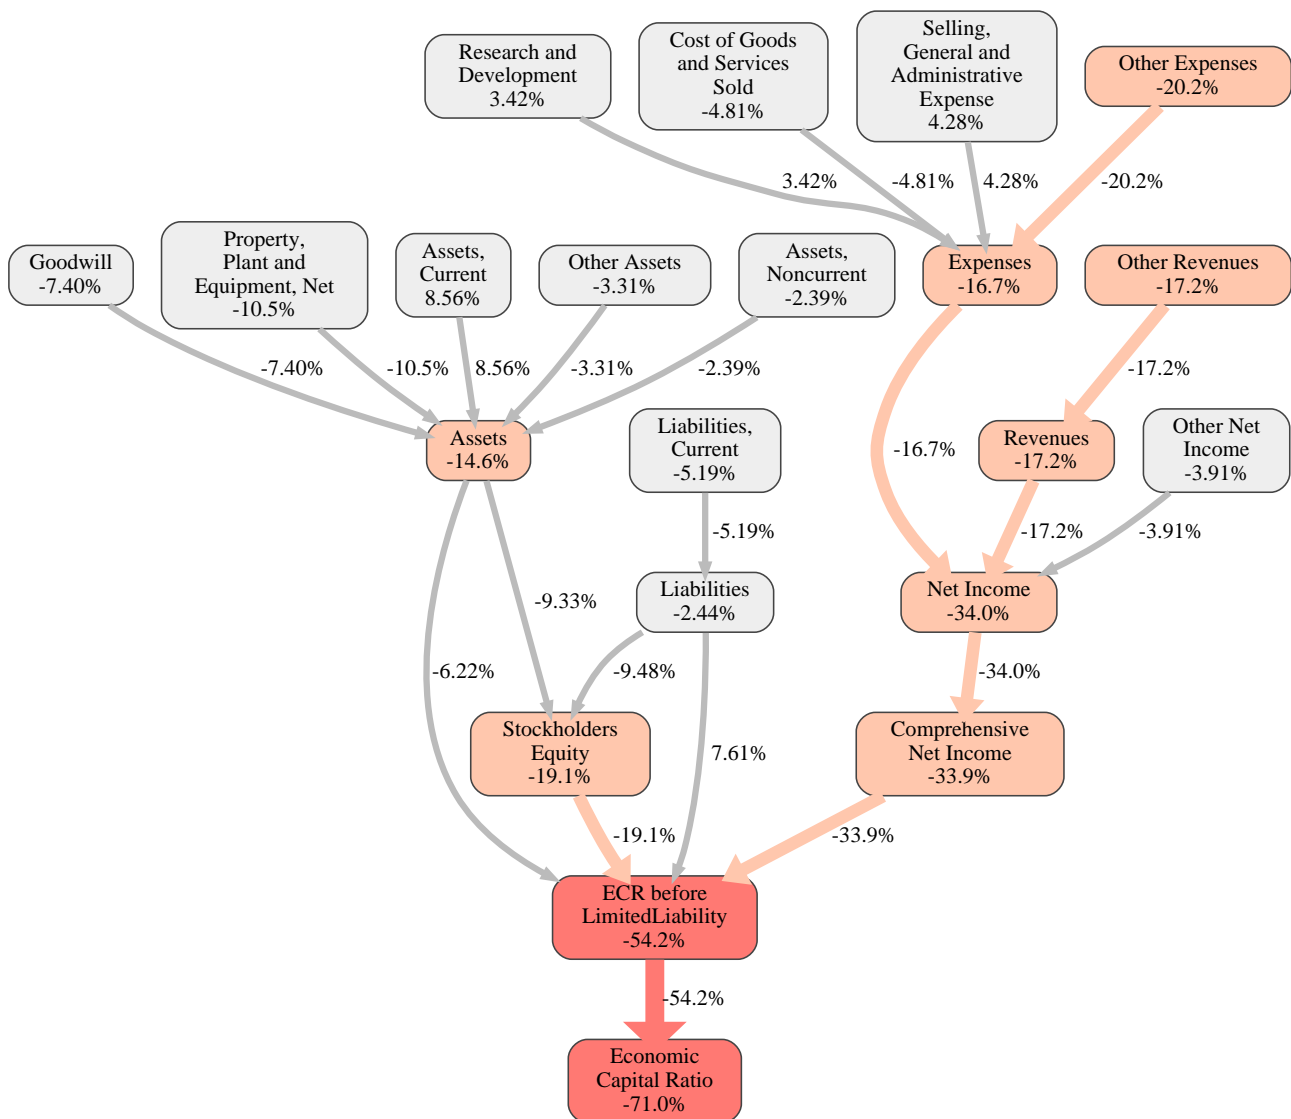 Research and
Development
3.42%
Cost of Goods
and Services
Sold
-4.81%
Selling,
General and
Administrative
Expense
4.28%
Other Expenses
-20.2%
3.42%
-4.81%
4.28%
-20.2%
Goodwill
-7.40%
Property,
Plant and
Equipment, Net
-10.5%
Assets,
Current
8.56%
Other Assets
-3.31%
Assets,
Noncurrent
-2.39%
Expenses
-16.7%
Other Revenues
-17.2%
-7.40%
-10.5%
8.56%
-3.31%
-2.39%
-17.2%
Assets
-14.6%
Liabilities,
Current
-5.19%
-16.7%
Revenues
-17.2%
Other Net
Income
-3.91%
-5.19%
-17.2%
-3.91%
-9.33%
Liabilities
-2.44%
Net Income
-34.0%
-6.22%
-9.48%
-34.0%
Stockholders
Equity
-19.1%
7.61%
Comprehensive
Net Income
-33.9%
-19.1%
-33.9%
ECR before
LimitedLiability
-54.2%
-54.2%
Economic
Capital Ratio
-71.0%